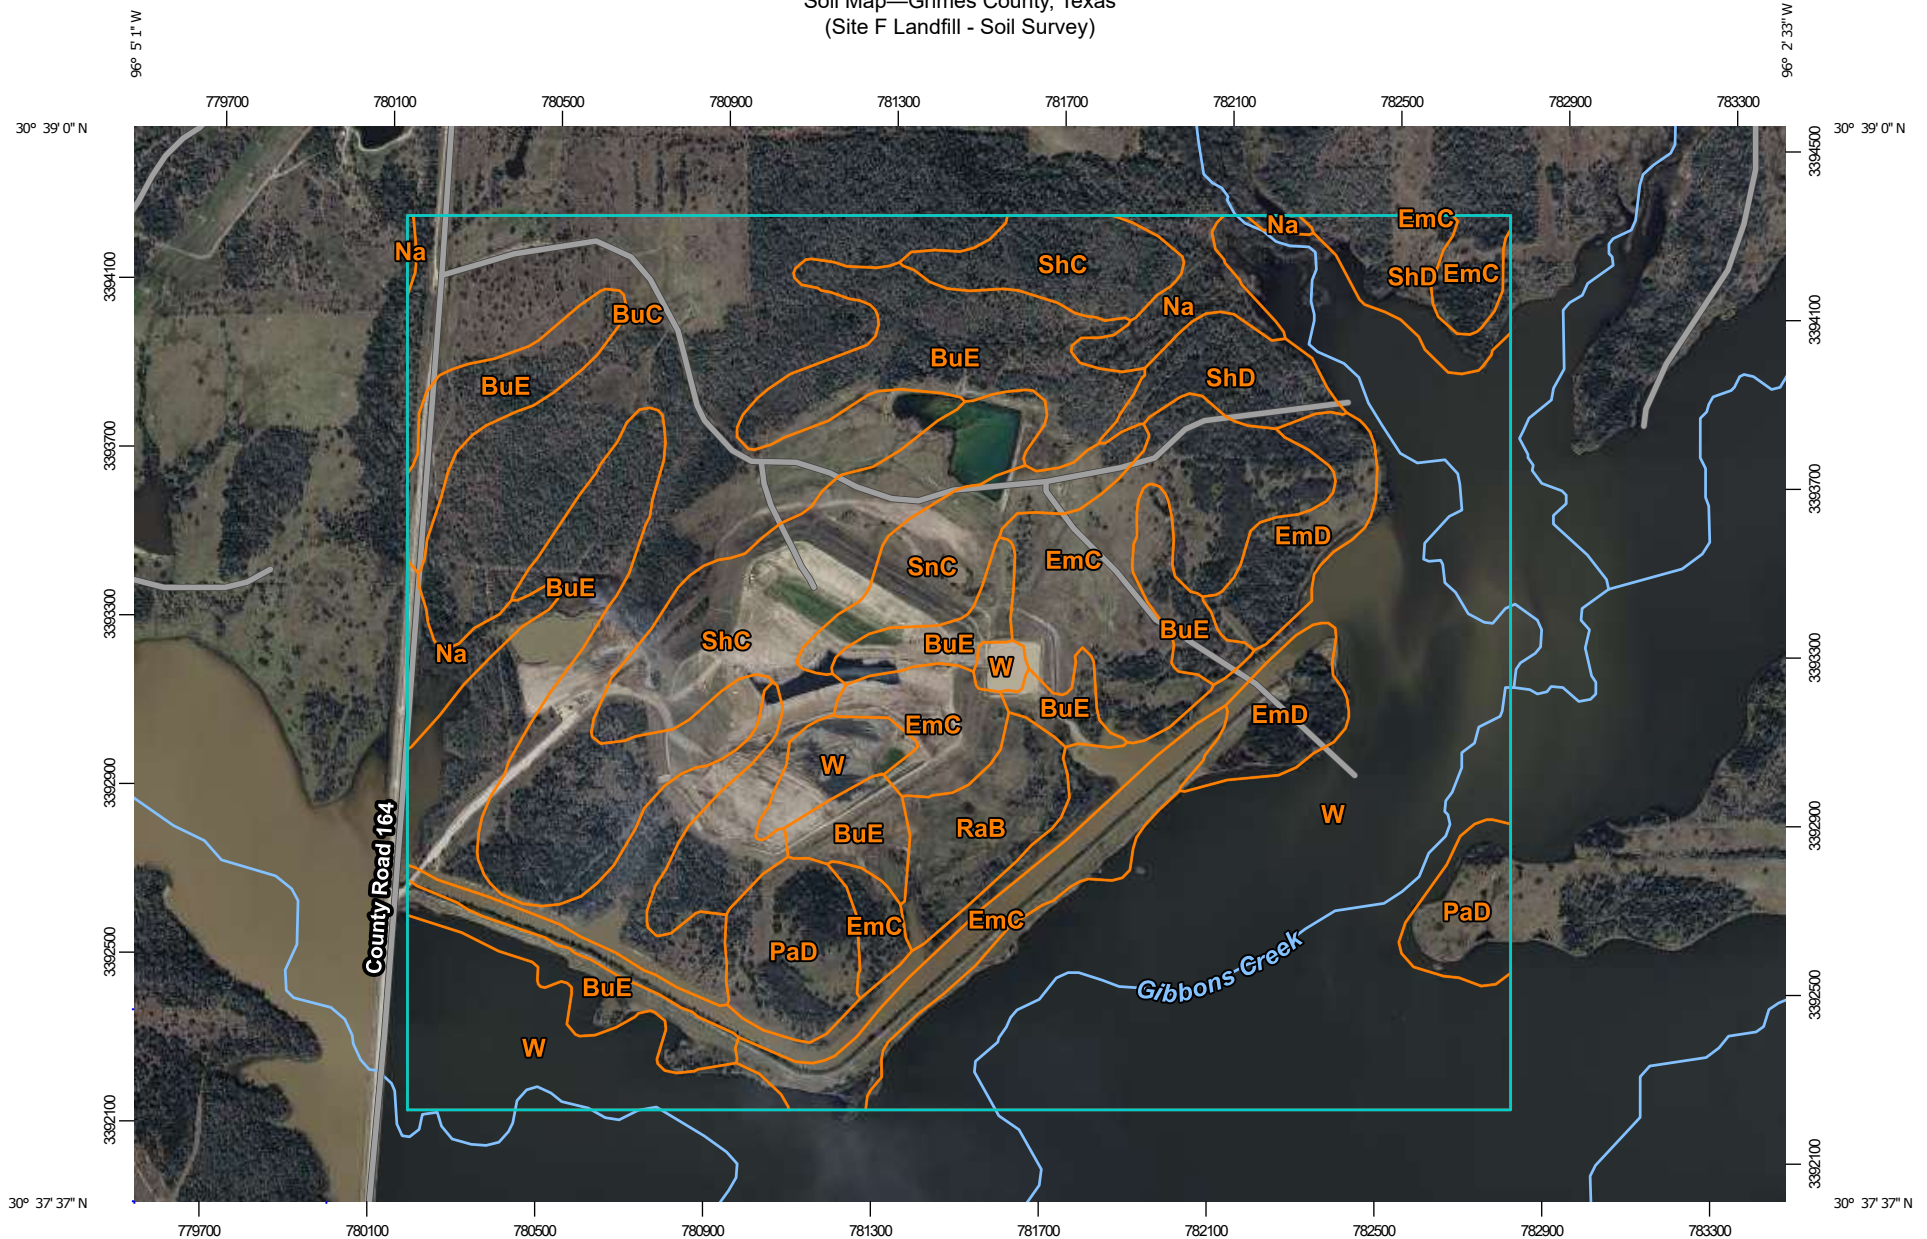 Soil Map—Grimes County, Texas
(Site F Landfill - Soil Survey)
96° 5' 1" W
96° 2' 33" W
779700 780100 780500 780900 781300 781700 782100 782500 782900 783300
30° 39' 0" N
30° 39' 0" N
3394500
3394100
3394100
3393700
3393700
3393300
3393300
3392900
3392900
3392500
3392500
3392100
3392100
Na
EmC
Na
ShC
ShD
EmC
Na
BuC
BuE
ShD
BuE
EmD
EmC
SnC
BuE
BuE
ShC
BuE
Na
W
BuE
EmD
EmC
W
W
RaB
BuE
County Road 164
PaD
EmC
EmC
PaD
Gibbons Creek
BuE
W
30° 37' 37" N
30° 37' 37" N
779700 780100 780500 780900 781300 781700 782100 782500 782900 783300